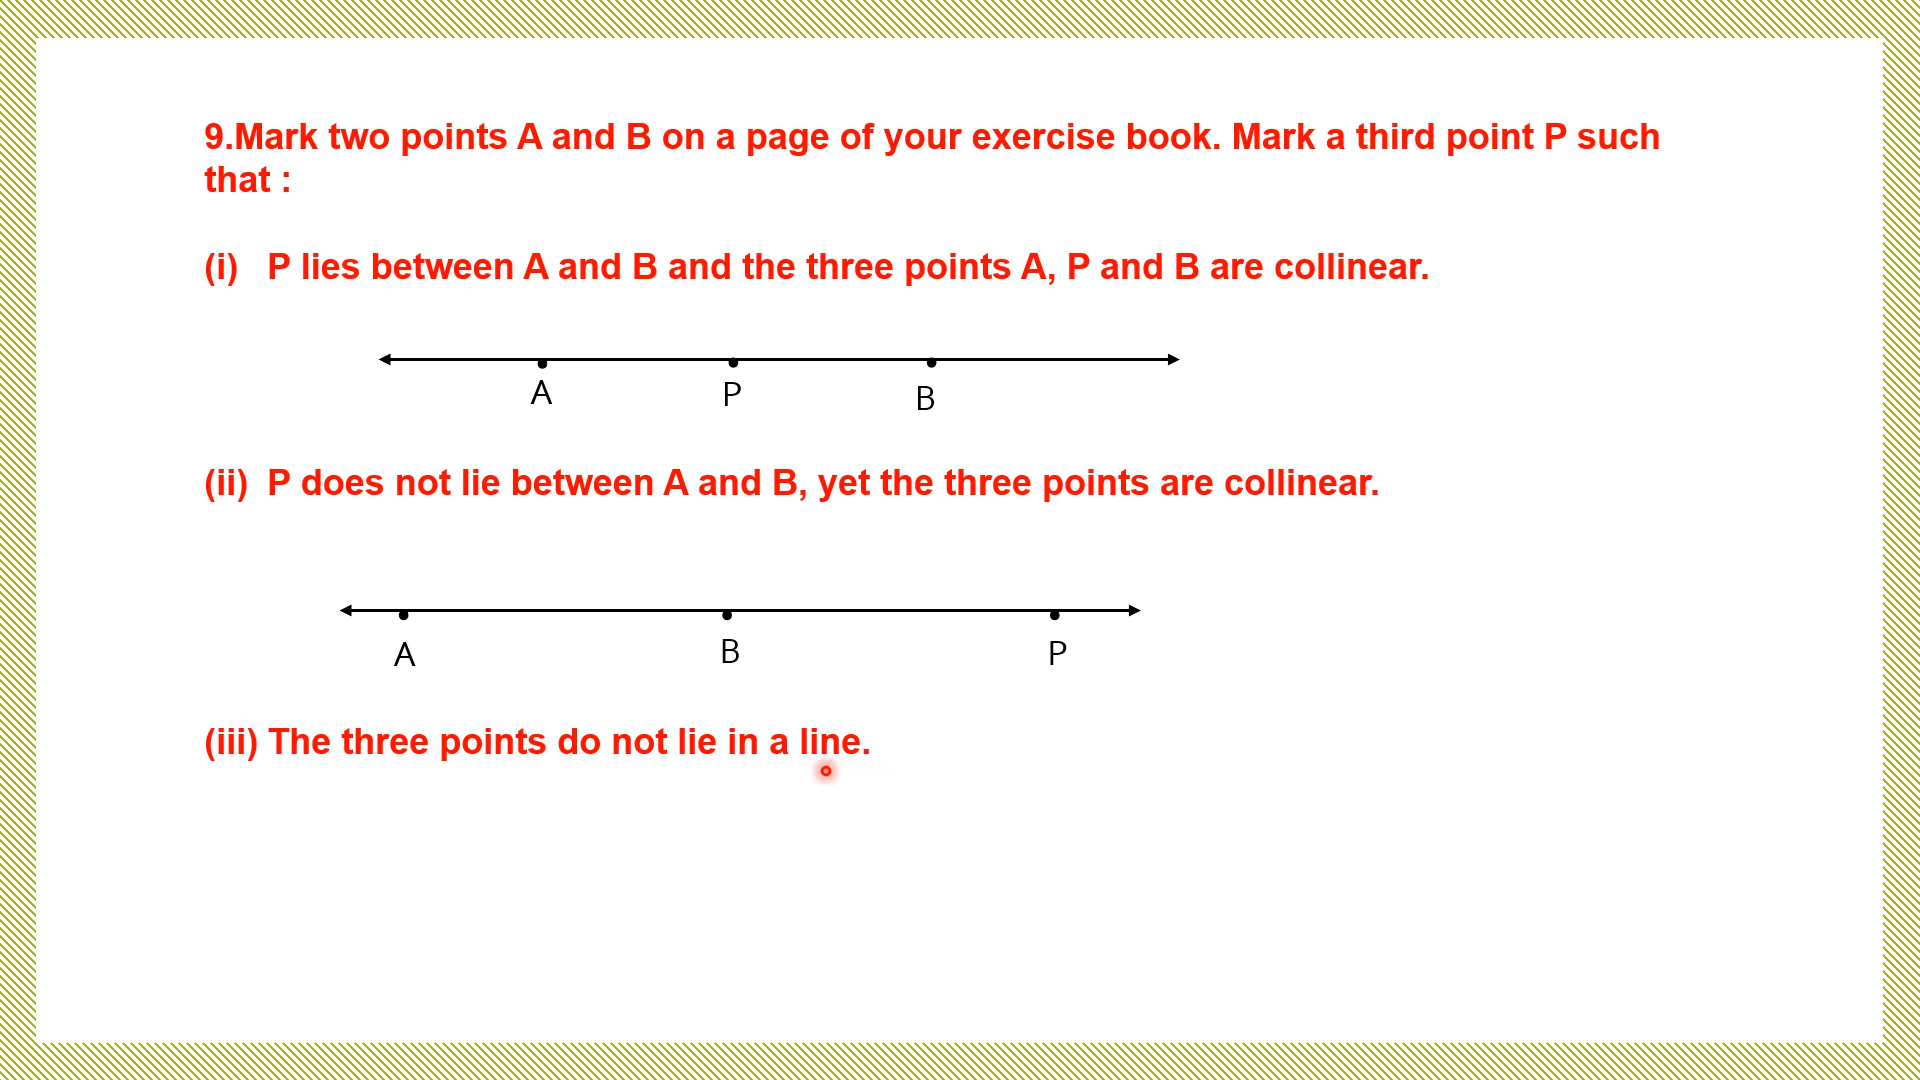 9.Mark two points A and B on a page of your exercise book. Mark a third point P such
that :
(i) P lies between A and B and the three points A, P and B are collinear.
A P B
(ii) P does not lie between A and B, yet the three points are collinear.
A B P
(iii) The three points do not lie in a line.